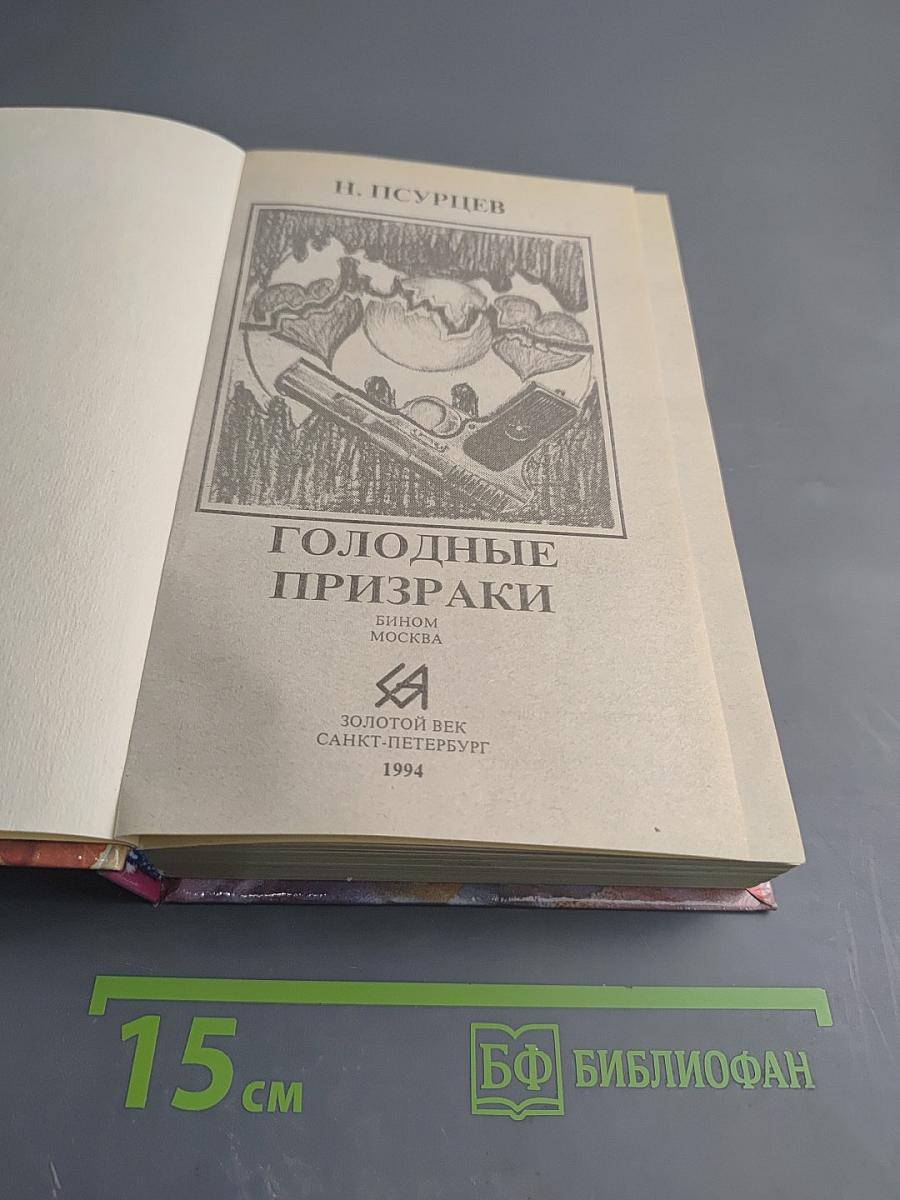 Н. ПСУРЦЕВ
ГОЛОДНЫЕ
ПРИЗРАКИ
БИНОМ
МОСКВА
ЗОЛОТОЙ ВЕК
САНКТ-ПЕТЕРБУРГ
1994
15 см
БФ БИБЛИОФАН